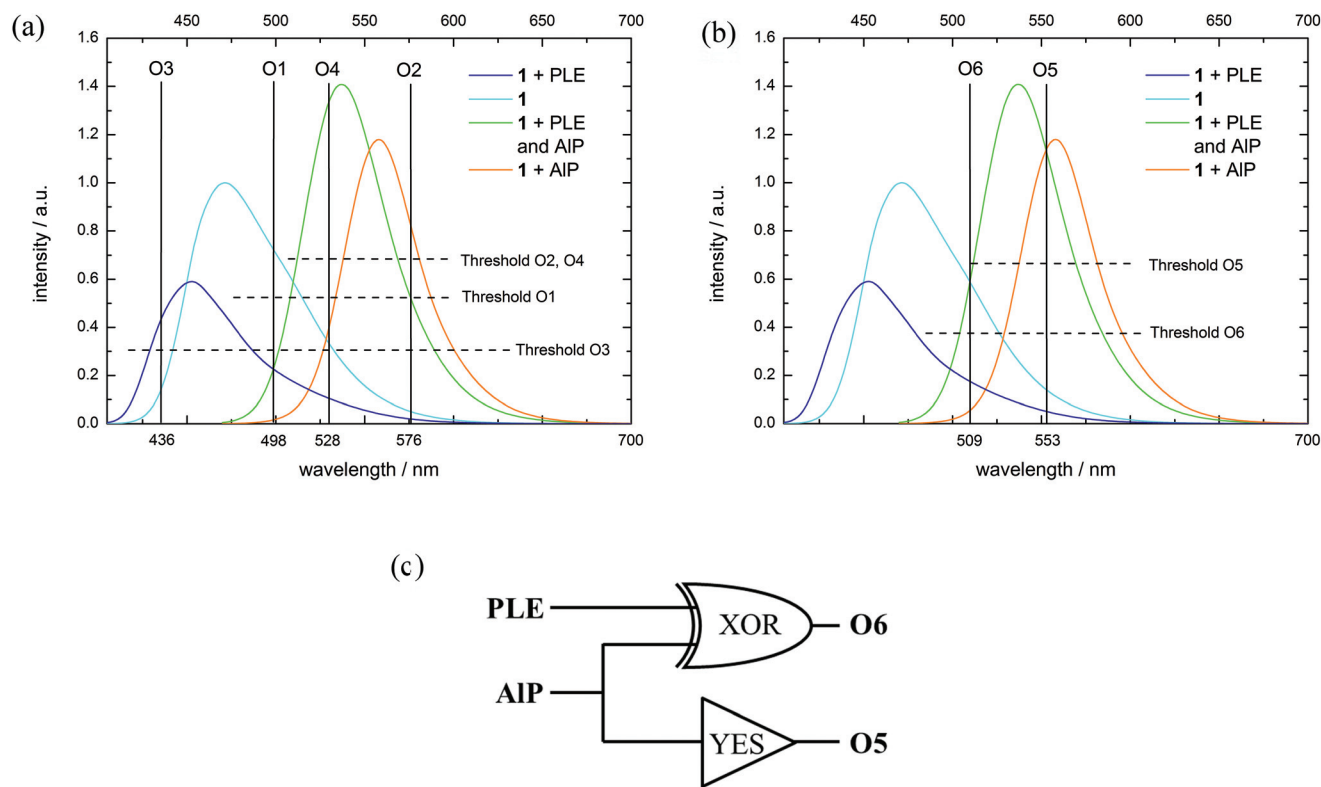 (a)
450 500 550 600 650 700
O3 O1 O4 O2
1.6
1.4
1.2
1.0
0.8
0.6
0.4
0.2
0.0
intensity / a.u.
1 + PLE
1
1 + PLE
and AlP
1 + AlP
Threshold O2, O4
Threshold O1
Threshold O3
436 498 528 576 700
wavelength / nm
(b)
450 500 550 600 650 700
O6 O5
1.6
1.4
1.2
1.0
0.8
0.6
0.4
0.2
0.0
intensity / a.u.
1 + PLE
1
1 + PLE
and AlP
1 + AlP
Threshold O5
Threshold O6
509 553 700
wavelength / nm
(c)
PLE XOR O6
AlP
YES O5